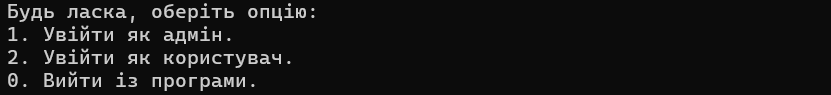 Будь ласка, оберіть опцію:
1. Увійти як адмін.
2. Увійти як користувач.
0. Вийти із програми.